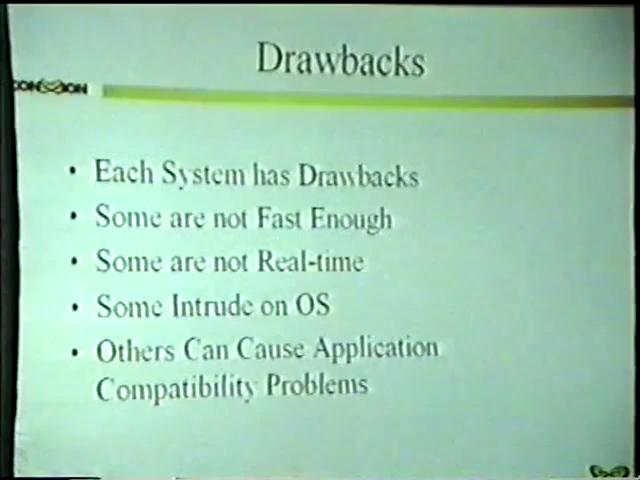 Drawbacks
• Each System has Drawbacks
• Some are not Fast Enough
• Some are not Real-time
• Some Intrude on OS
• Others Can Cause Application
Compatibility Problems